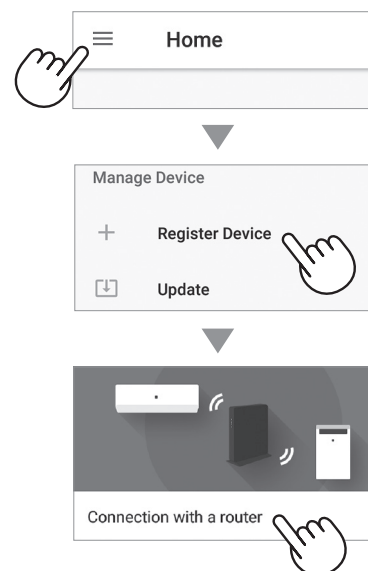 Home
Manage Device
Register Device
Update
Connection with a router